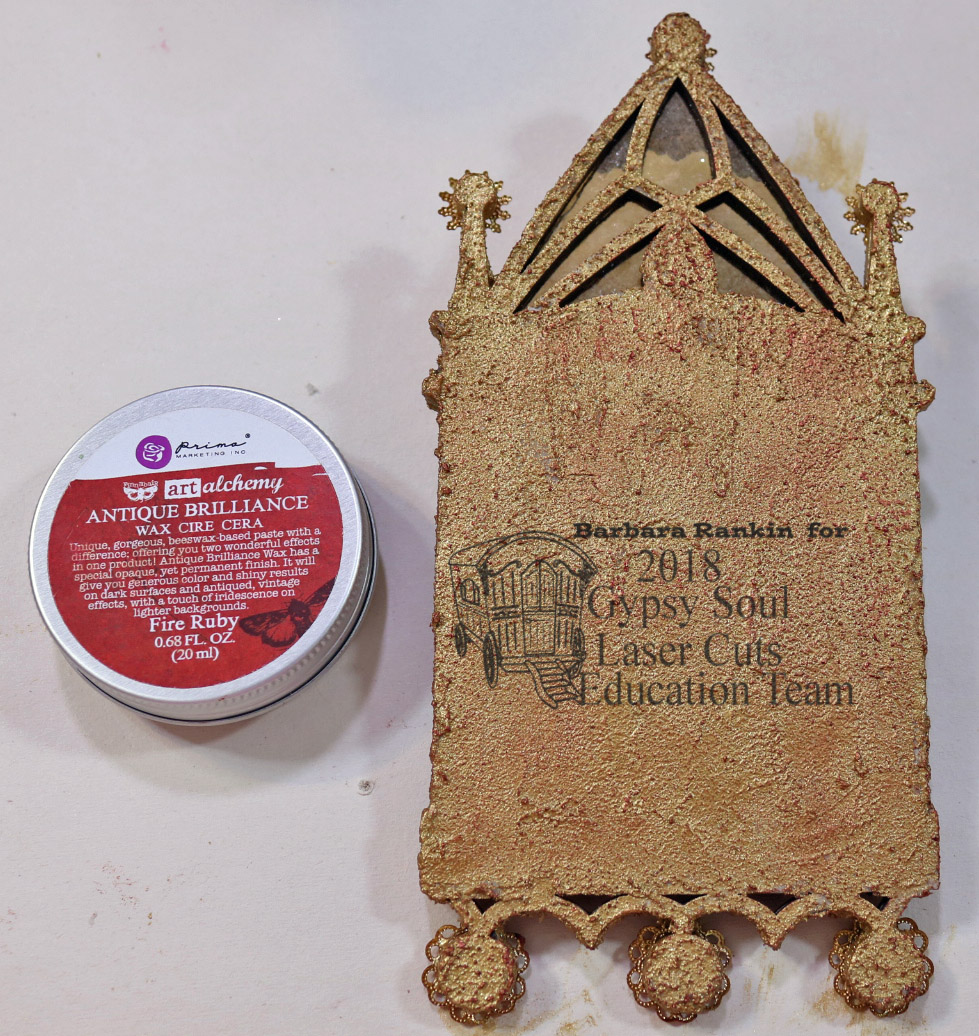 prima®
MARKETING INC
Finnabair
art alchemy
ANTIQUE BRILLIANCE
WAX CIRE CERA
Unique, gorgeous, beeswax-based paste with a
difference; offering you two wonderful effects
in one product! Antique Brilliance Wax has a
special opaque, yet permanent finish. It will
give you generous color and shiny results
on dark surfaces and antiqued, vintage
effects, with a touch of iridescence on
lighter backgrounds.
Fire Ruby
0.68 FL. OZ.
(20 ml)
Barbara Rankin for
2018
Gypsy Soul
Laser Cuts
Education Team